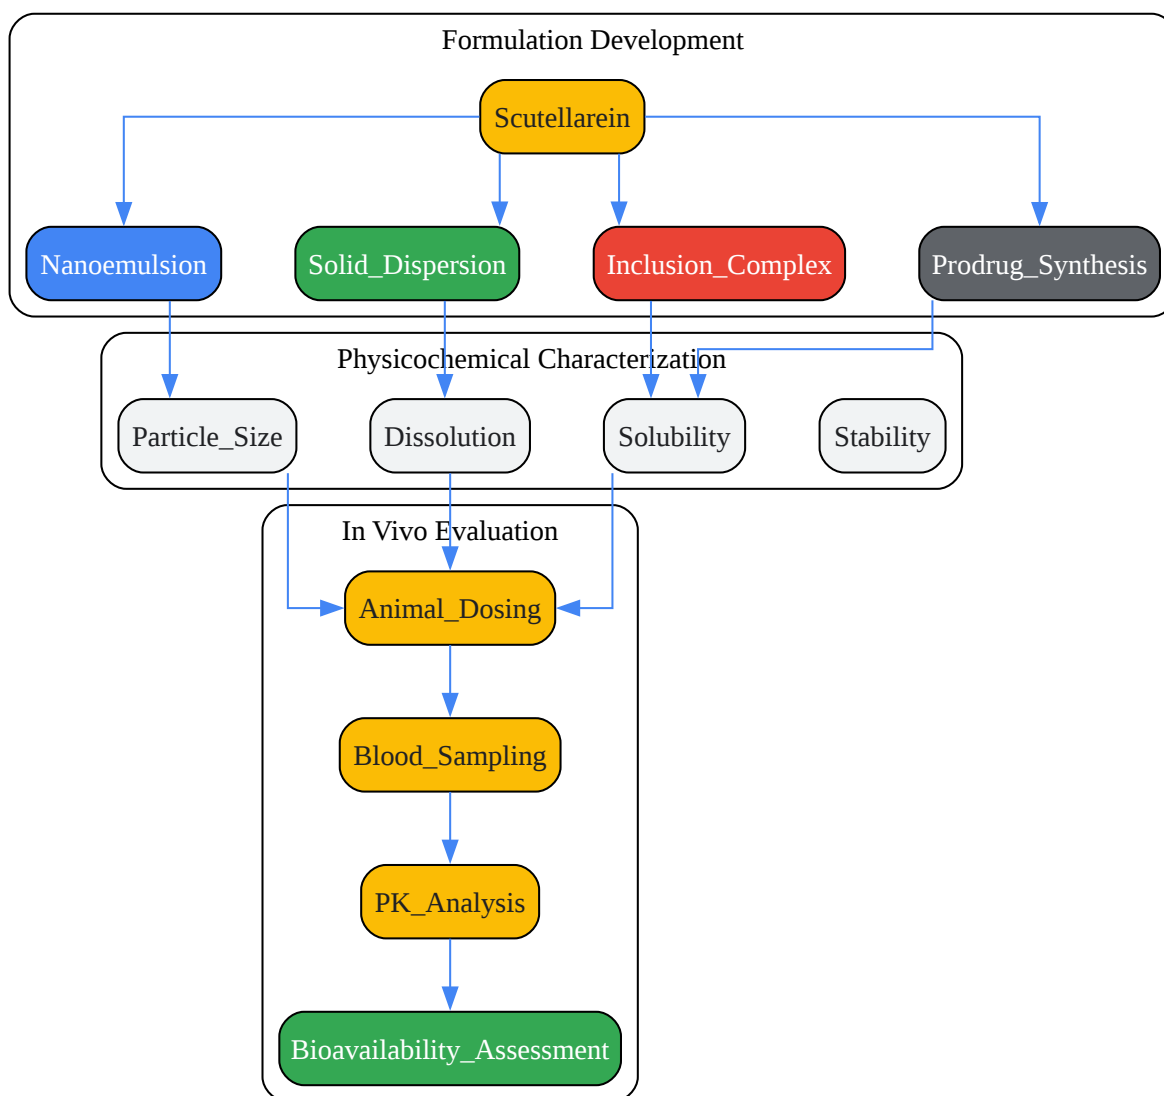 Formulation Development
Scutellarein
Nanoemulsion
Solid_Dispersion
Inclusion_Complex
Prodrug_Synthesis
Physicochemical Characterization
Particle_Size
Dissolution
Solubility
Stability
In Vivo Evaluation
Animal_Dosing
Blood_Sampling
PK_Analysis
Bioavailability_Assessment